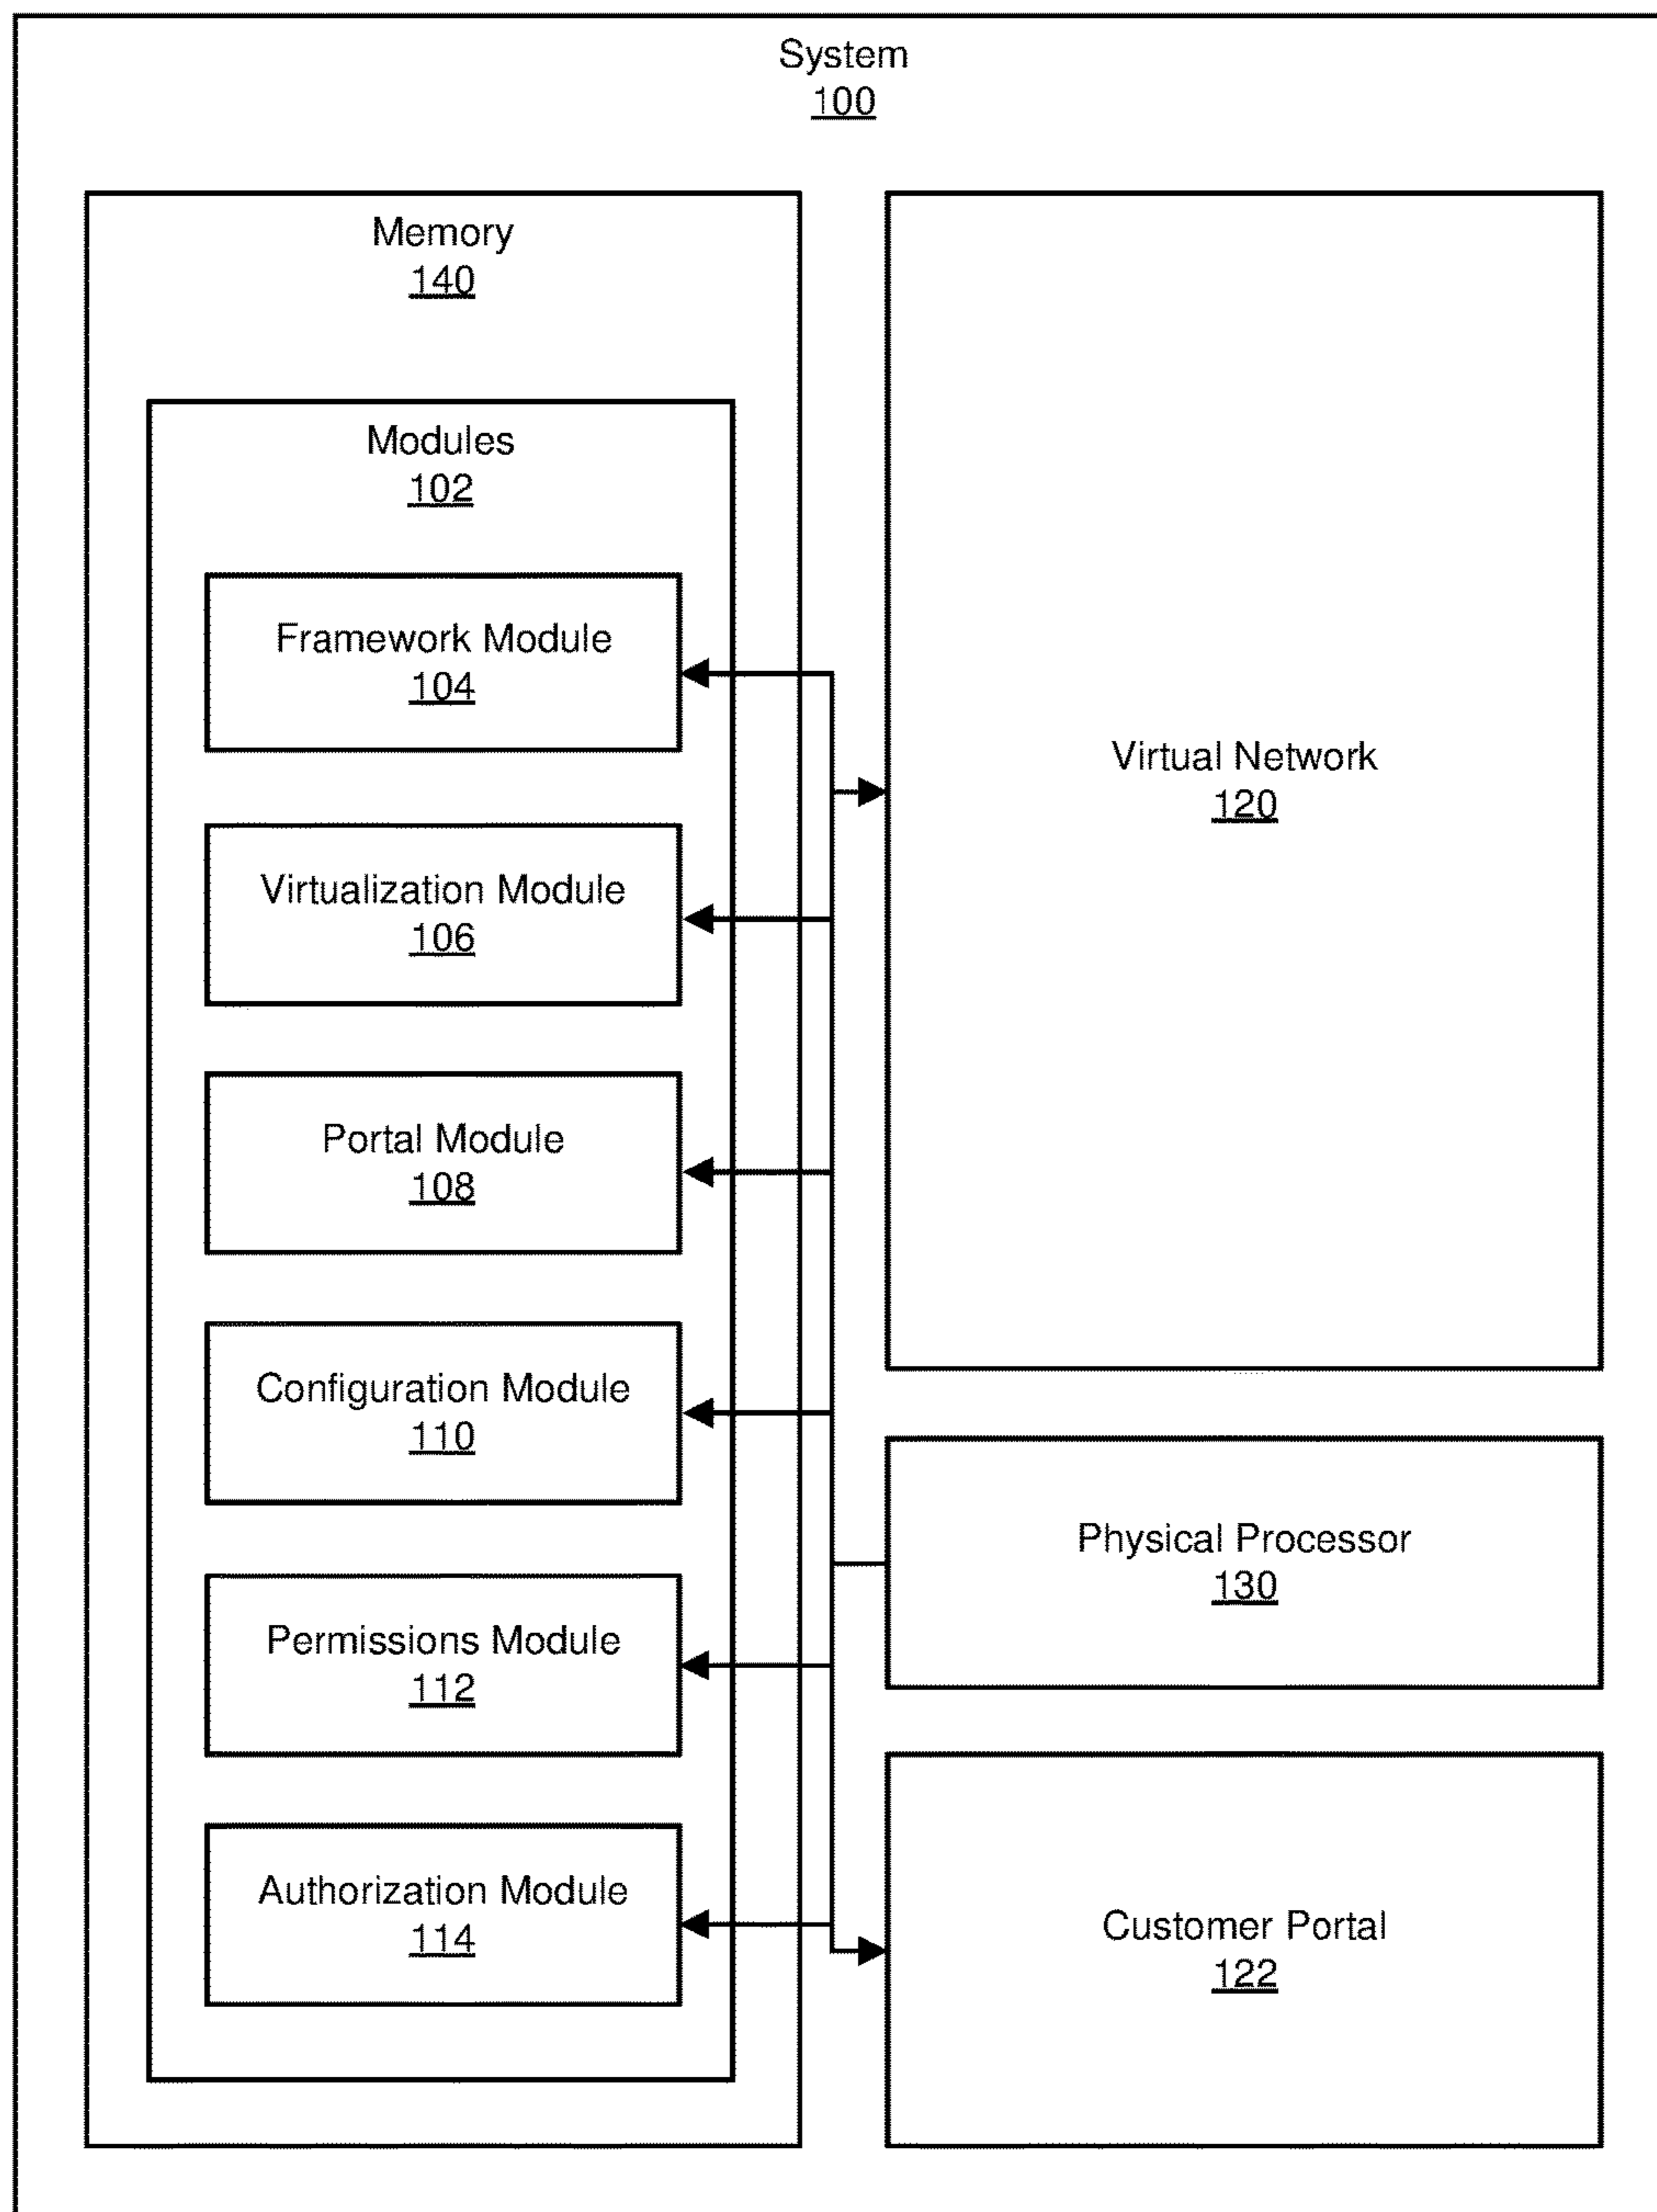 System
100
Memory
140
Modules
102
Framework Module
104
Virtualization Module
106
Portal Module
108
Configuration Module
110
Permissions Module
112
Authorization Module
114
Virtual Network
120
Physical Processor
130
Customer Portal
122